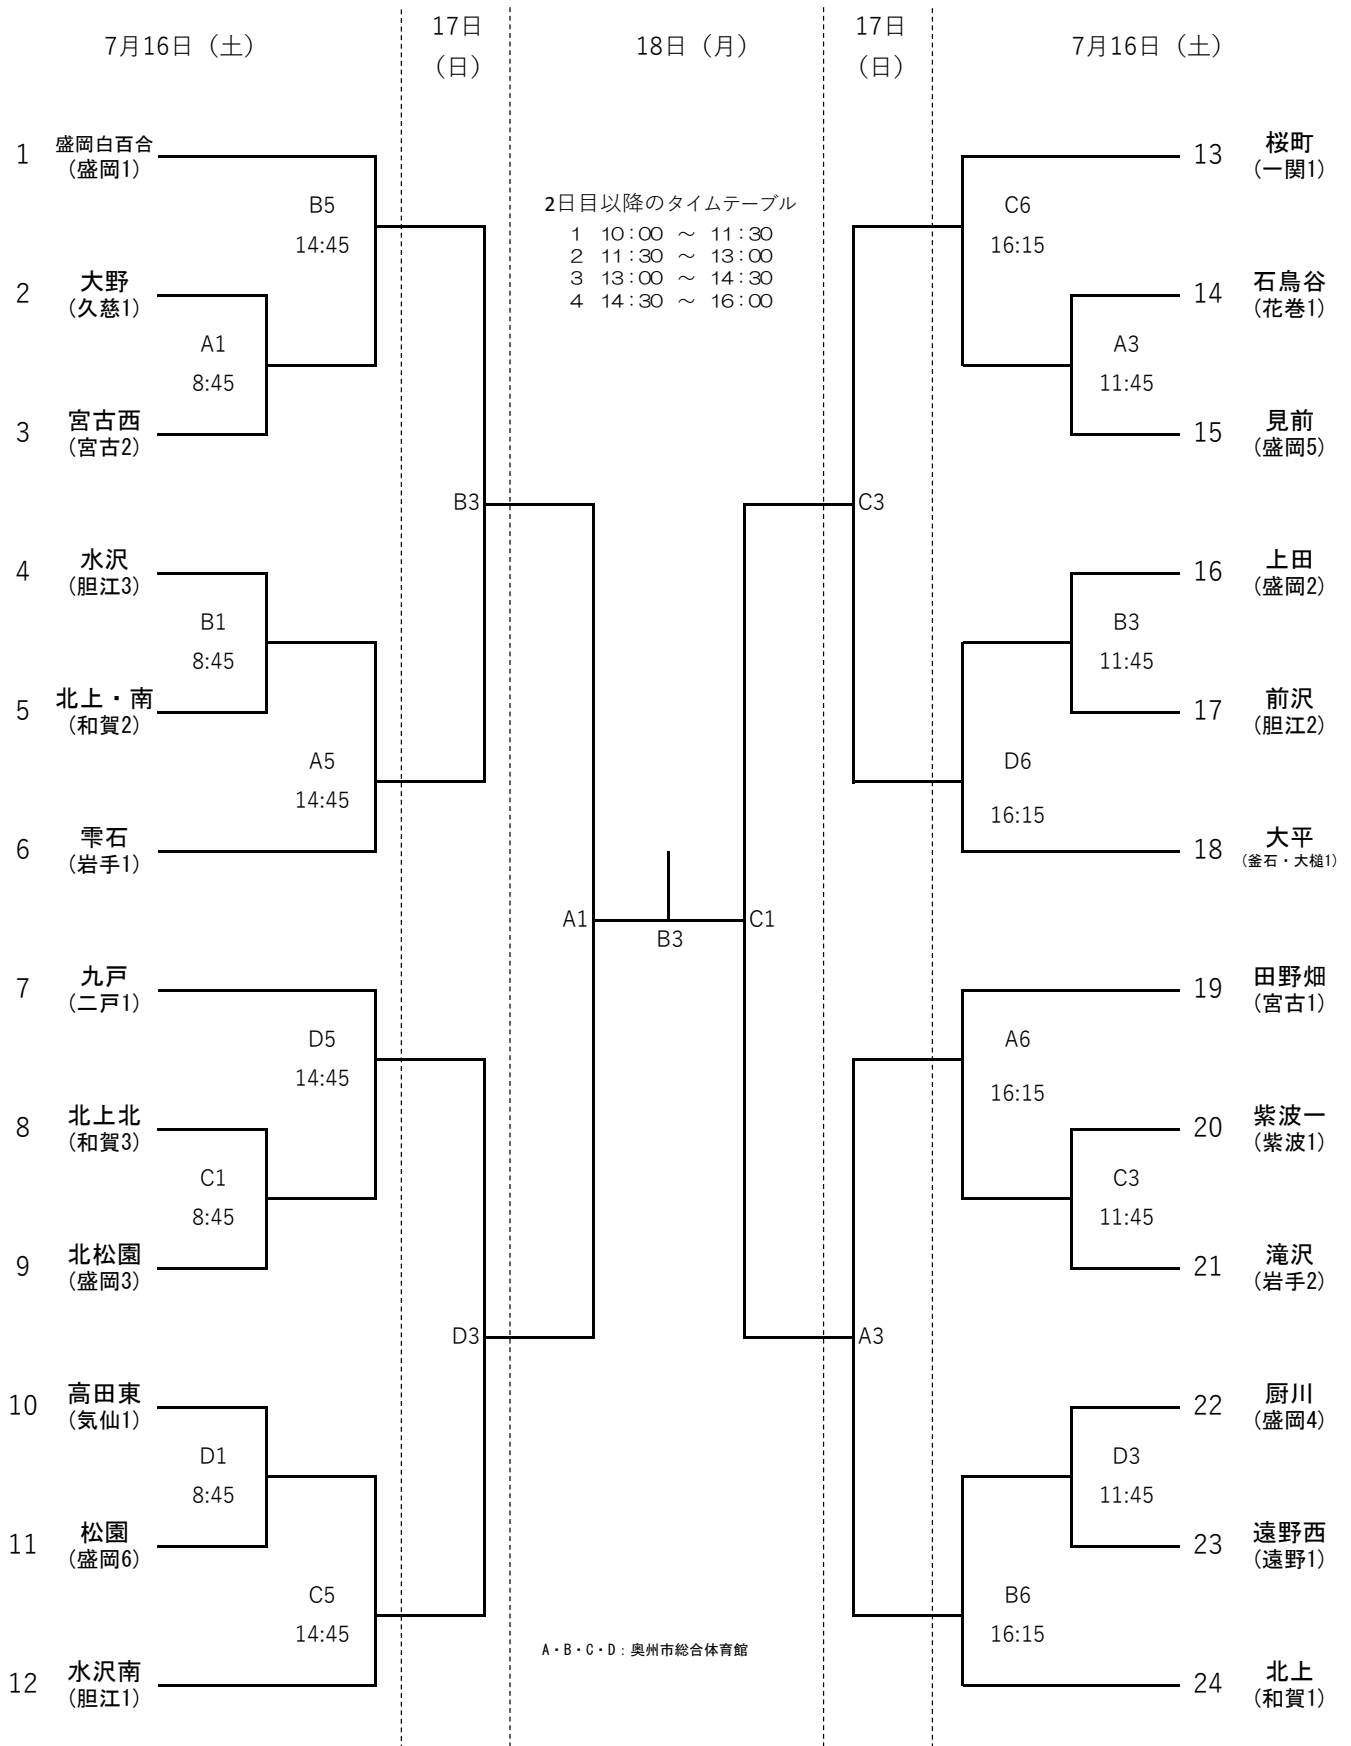 7月16日（土）
17日
（日）
18日（月）
17日
（日）
7月16日（土）
2日目以降のタイムテーブル
1 10：00 ～ 11：30
2 11：30 ～ 13：00
3 13：00 ～ 14：30
4 14：30 ～ 16：00
1 盛岡白百合
(盛岡1)
B5
14:45
2 大野
(久慈1)
A1
8:45
3 宮古西
(宮古2)
B3
4 水沢
(胆江3)
B1
8:45
5 北上・南
(和賀2)
A5
14:45
6 雫石
(岩手1)
A1
B3
C1
7 九戸
(二戸1)
D5
14:45
8 北上北
(和賀3)
C1
8:45
9 北松園
(盛岡3)
D3
10 高田東
(気仙1)
D1
8:45
11 松園
(盛岡6)
C5
14:45
12 水沢南
(胆江1)
13 桜町
(一関1)
C6
16:15
14 石鳥谷
(花巻1)
A3
11:45
15 見前
(盛岡5)
C3
16 上田
(盛岡2)
B3
11:45
17 前沢
(胆江2)
D6
16:15
18 大平
(釜石・大槌1)
19 田野畑
(宮古1)
A6
16:15
20 紫波一
(紫波1)
C3
11:45
21 滝沢
(岩手2)
A3
22 厨川
(盛岡4)
D3
11:45
23 遠野西
(遠野1)
B6
16:15
24 北上
(和賀1)
A・B・C・D：奥州市総合体育館